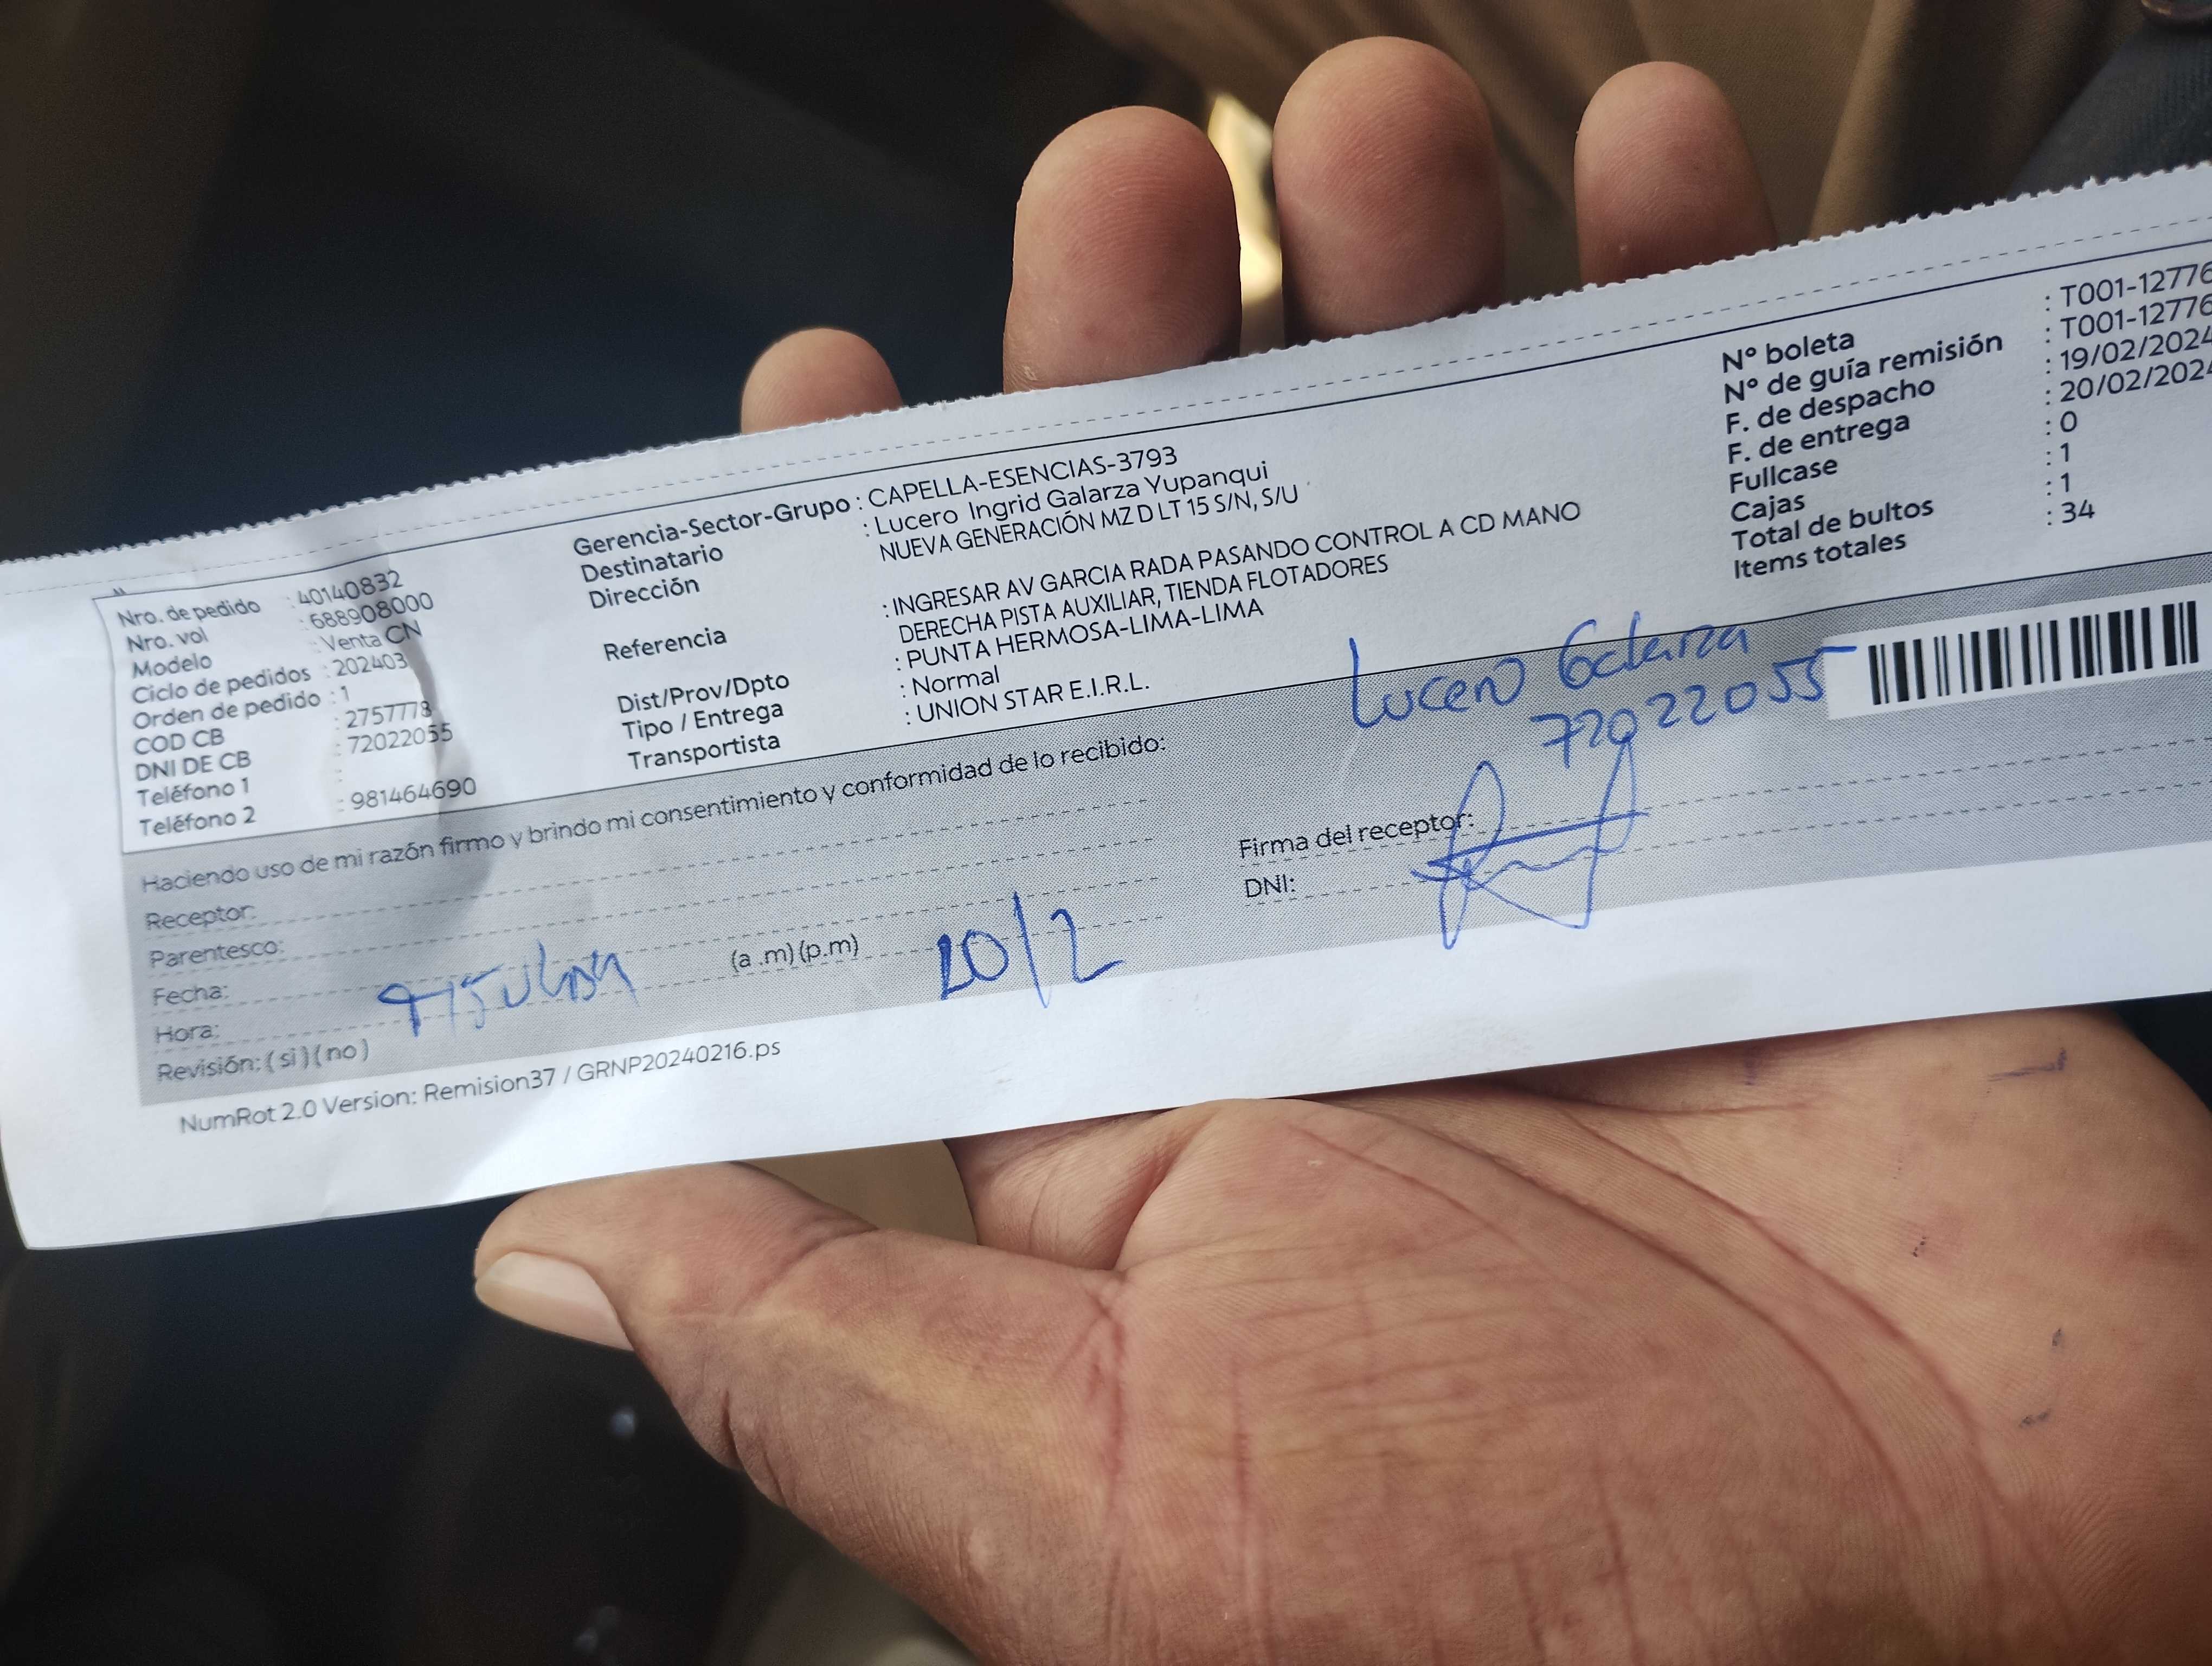 Nro. de pedido : 40140832
Nro. vol : 688908000
Modelo : Venta CN
Ciclo de pedidos : 202403
Orden de pedido : 1
COD CB : 2757778
DNI DE CB : 72022055
Teléfono 1 :
Teléfono 2 : 981464690
Gerencia-Sector-Grupo : CAPELLA-ESENCIAS-3793
Destinatario : Lucero Ingrid Galarza Yupanqui
Dirección NUEVA GENERACIÓN MZ D LT 15 S/N, S/U
Referencia : INGRESAR AV GARCIA RADA PASANDO CONTROL A CD MANO
DERECHA PISTA AUXILIAR, TIENDA FLOTADORES
Dist/Prov/Dpto : PUNTA HERMOSA-LIMA-LIMA
Tipo / Entrega : Normal
Transportista : UNION STAR E.I.R.L.
N° boleta : T001-12776
N° de guía remisión : T001-12776
F. de despacho : 19/02/2024
F. de entrega : 20/02/2024
Fullcase : 0
Cajas : 1
Total de bultos : 1
Items totales : 34
Haciendo uso de mi razón firmo y brindo mi consentimiento y conformidad de lo recibido:
Lucero Galarza
72022055
Receptor:
Parentesco:
Fecha:
Hora: (a .m) (p.m) 20/2
Revisión: ( si ) ( no )
Firma del receptor:
DNI:
NumRot 2.0 Version: Remision37 / GRNP20240216.ps